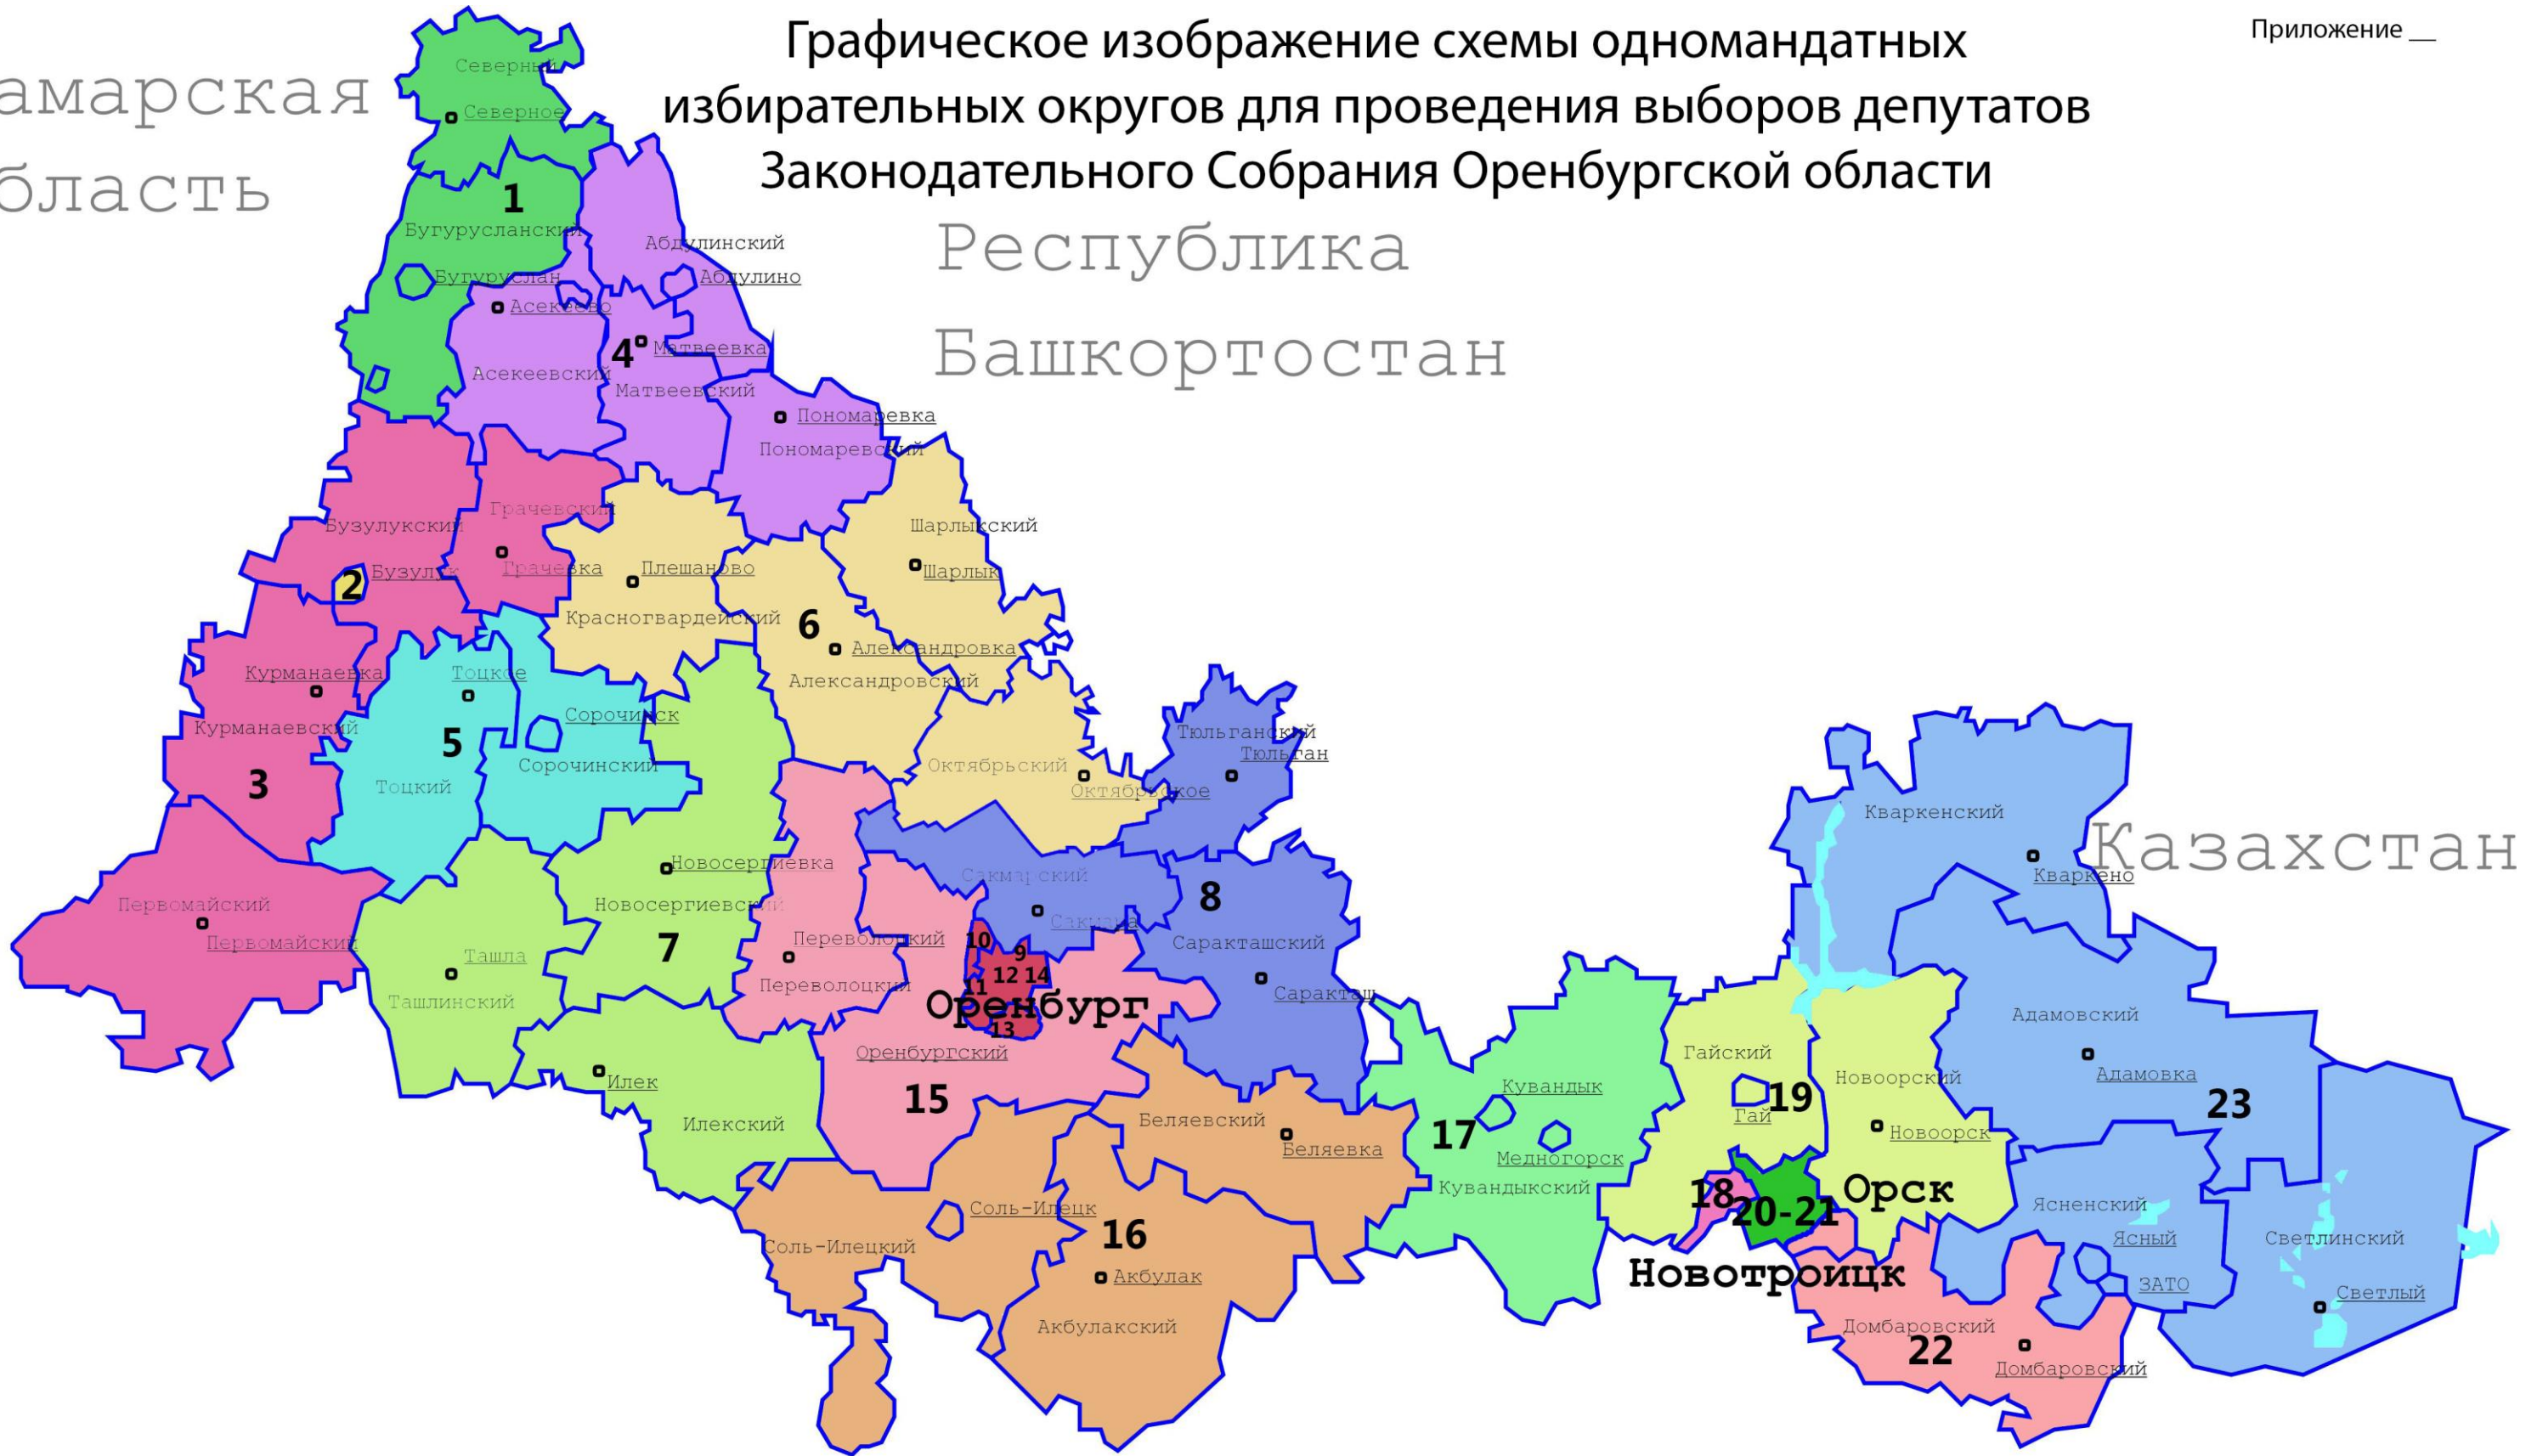 Приложение __
Графическое изображение схемы одномандатных
избирательных округов для проведения выборов депутатов
Законодательного Собрания Оренбургской области
амарская
бласть
Республика
Башкортостан
Казахстан
Северный
Северное
1
Бугурусланский
Бугуруслан
Абдулинский
Абдулино
Асекеево
4
Матвеевка
Асекеевский
Матвеевский
Пономаревка
Пономаревский
Грачевский
Бузулукский
Шарлыкский
2
Бузулук
Грачевка
Плешаново
Шарлык
Красногвардейский
6
Александровка
Курманаевка
Тоцкое
Александровский
Сорочинск
Курманаевский
5
Тюльганский
Тюльган
Сорочинский
Октябрьский
3
Тоцкий
Октябрьское
Кваркенский
Новосергиевка
Сакмарский
Кваркено
8
Первомайский
Новосергиевский
Сакмара
Первомайский
7
Переволоцкий
10
9
Саракташский
Ташла
12
14
11
Переволоцкий
Саракташ
Ташлинский
Оренбург
13
Адамовский
Оренбургский
Гайский
Илек
15
Кувандык
Новоорский
Адамовка
19
23
Гай
Илекский
Беляевский
Беляевка
17
Новоорск
Медногорск
Кувандыкский
18
20-21
Орск
Ясненский
Соль-Илецк
16
Соль-Илецкий
Ясный
Светлинский
Акбулак
Новотроицк
ЗАТО
Светлый
Акбулакский
Домбаровский
22
Домбаровский